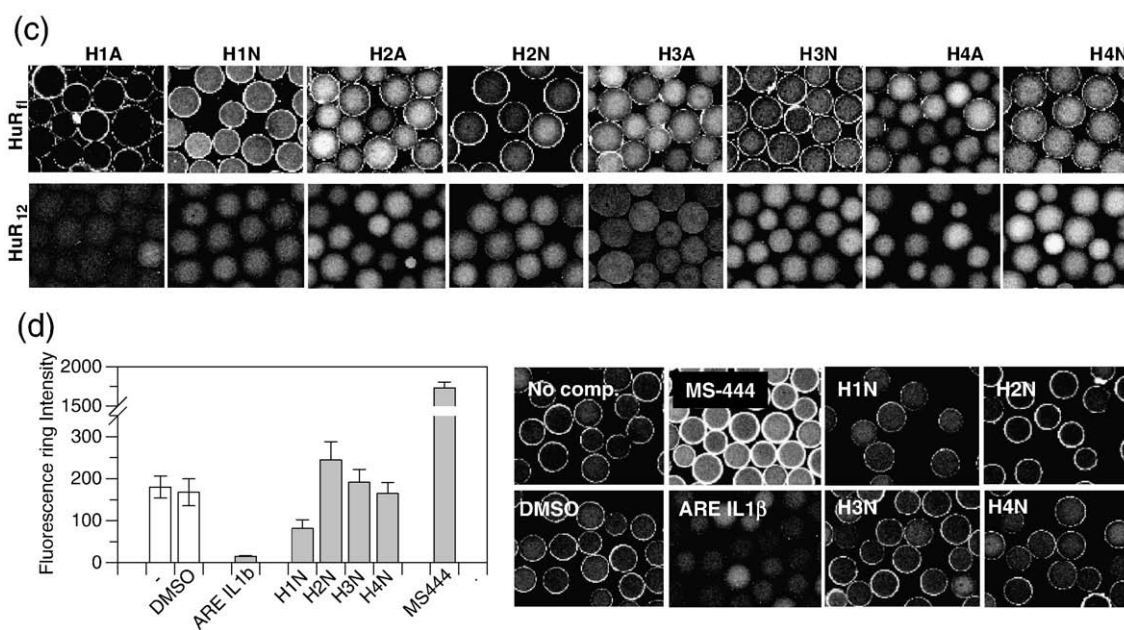 (c)
H1A H1N H2A H2N H3A H3N H4A H4N
HuRfl
HuR12
(d)
Fluorescence ring Intensity
2000
1500
300
200
100
0
-
DMSO
ARE IL1b
H1N
H2N
H3N
H4N
MS444
No comp. MS-444 H1N H2N
DMSO ARE IL1β H3N H4N